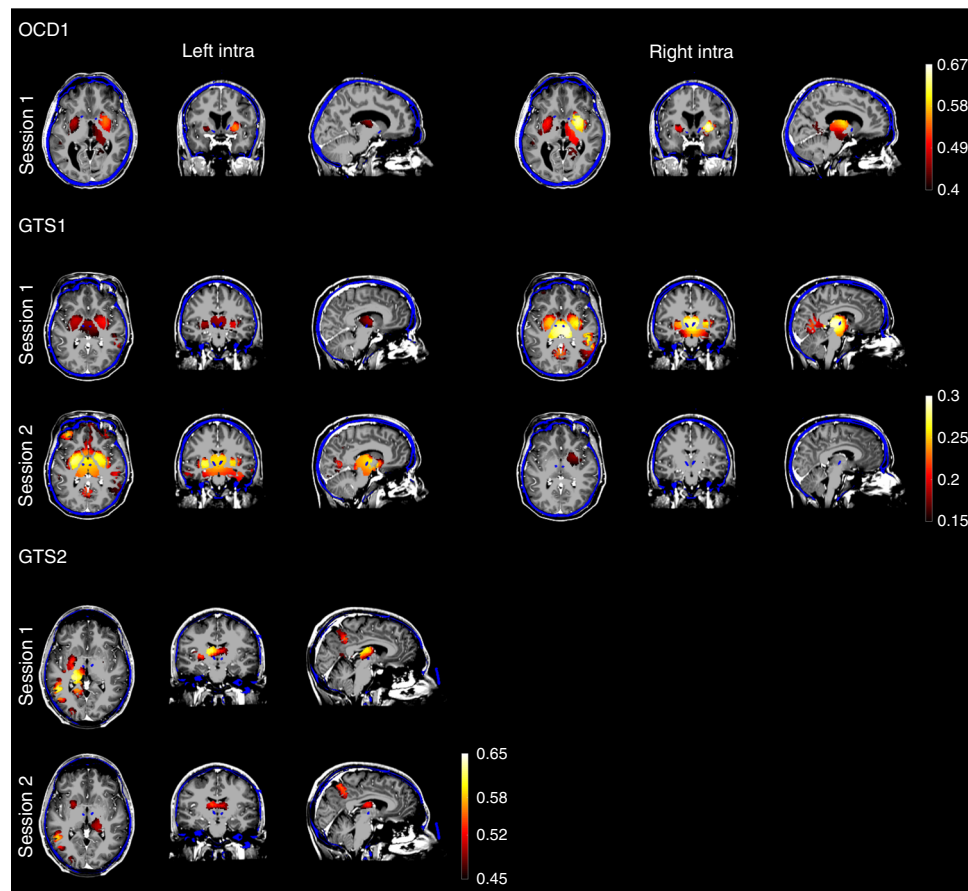 OCD1
Left intra
Right intra
Session 1
0.67
0.58
0.49
0.4
GTS1
Session 1
Session 2
0.3
0.25
0.2
0.15
GTS2
Session 1
Session 2
0.65
0.58
0.52
0.45